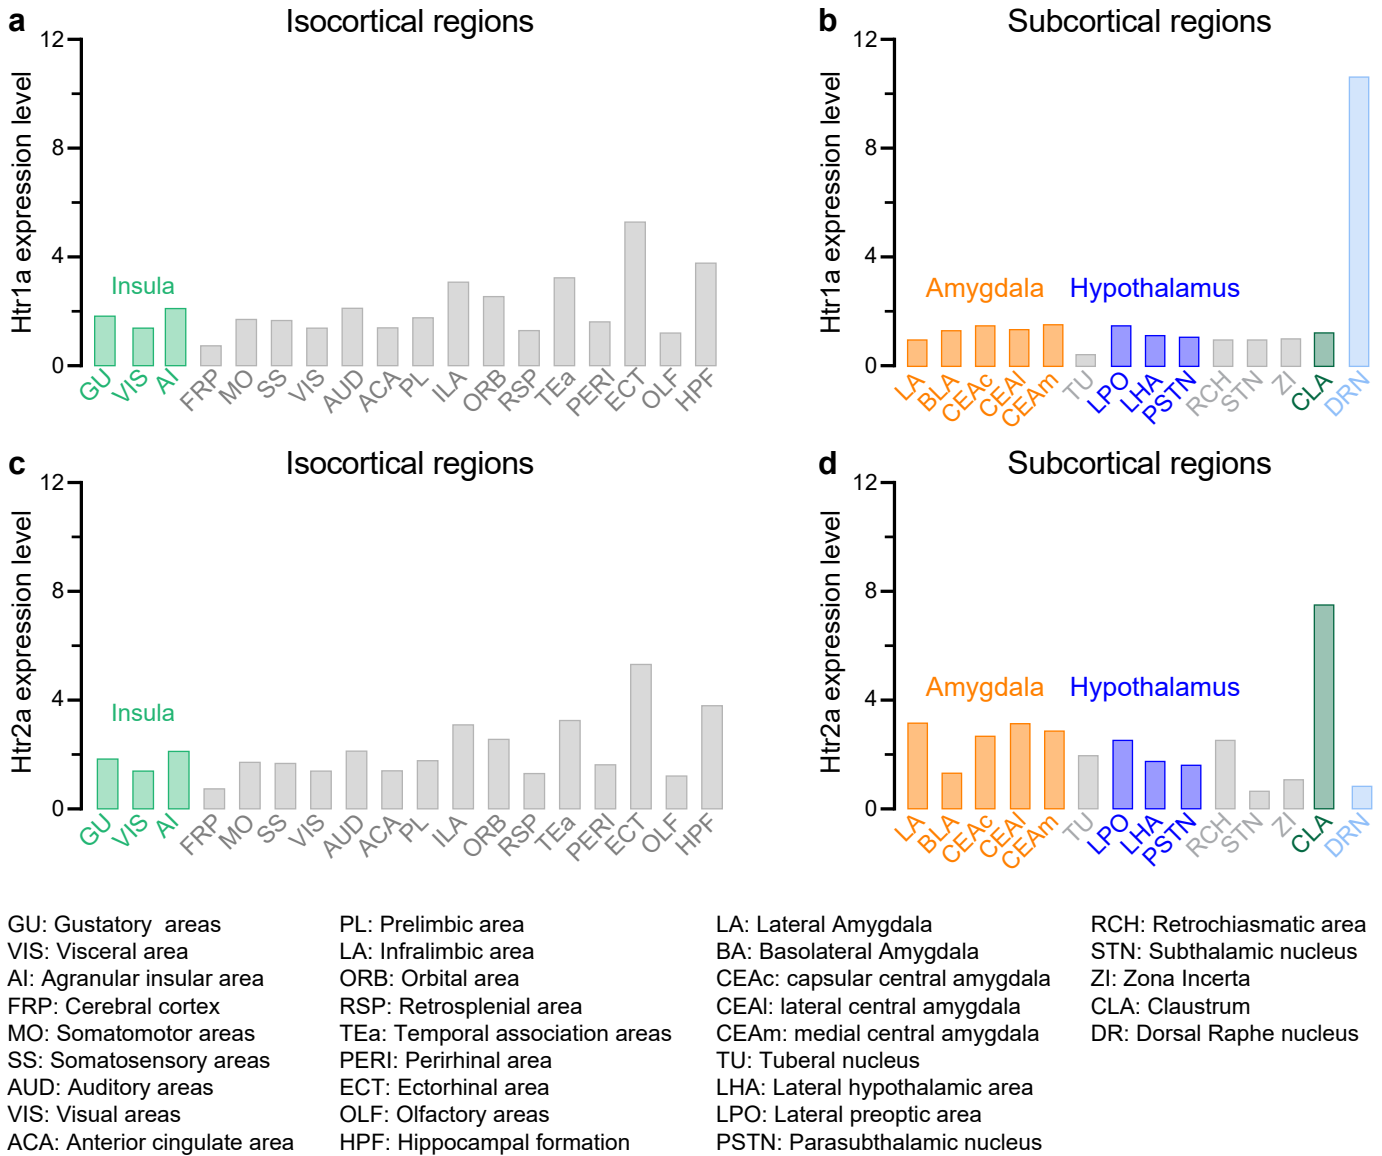 a
Isocortical regions
Htr1a expression level
12
8
4
0
Insula
GU VIS AI FRP MO SS VIS AUD ACA PL ILA ORB RSP TEa PERI ECT OLF HPF
b
Subcortical regions
Htr1a expression level
12
8
4
0
Amygdala Hypothalamus
LA BLA CEAc CEAl CEAm TU LPO LHA PSTN RCH STN ZI CLA DRN
c
Isocortical regions
Htr2a expression level
12
8
4
0
Insula
GU VIS AI FRP MO SS VIS AUD ACA PL ILA ORB RSP TEa PERI ECT OLF HPF
d
Subcortical regions
Htr2a expression level
12
8
4
0
Amygdala Hypothalamus
LA BLA CEAc CEAl CEAm TU LPO LHA PSTN RCH STN ZI CLA DRN
GU: Gustatory areas
VIS: Visceral area
AI: Agranular insular area
FRP: Cerebral cortex
MO: Somatomotor areas
SS: Somatosensory areas
AUD: Auditory areas
VIS: Visual areas
ACA: Anterior cingulate area
PL: Prelimbic area
LA: Infralimbic area
ORB: Orbital area
RSP: Retrosplenial area
TEa: Temporal association areas
PERI: Perirhinal area
ECT: Ectorhinal area
OLF: Olfactory areas
HPF: Hippocampal formation
LA: Lateral Amygdala
BA: Basolateral Amygdala
CEAc: capsular central amygdala
CEAl: lateral central amygdala
CEAm: medial central amygdala
TU: Tuberal nucleus
LHA: Lateral hypothalamic area
LPO: Lateral preoptic area
PSTN: Parasubthalamic nucleus
RCH: Retrochiasmatic area
STN: Subthalamic nucleus
ZI: Zona Incerta
CLA: Claustrum
DR: Dorsal Raphe nucleus